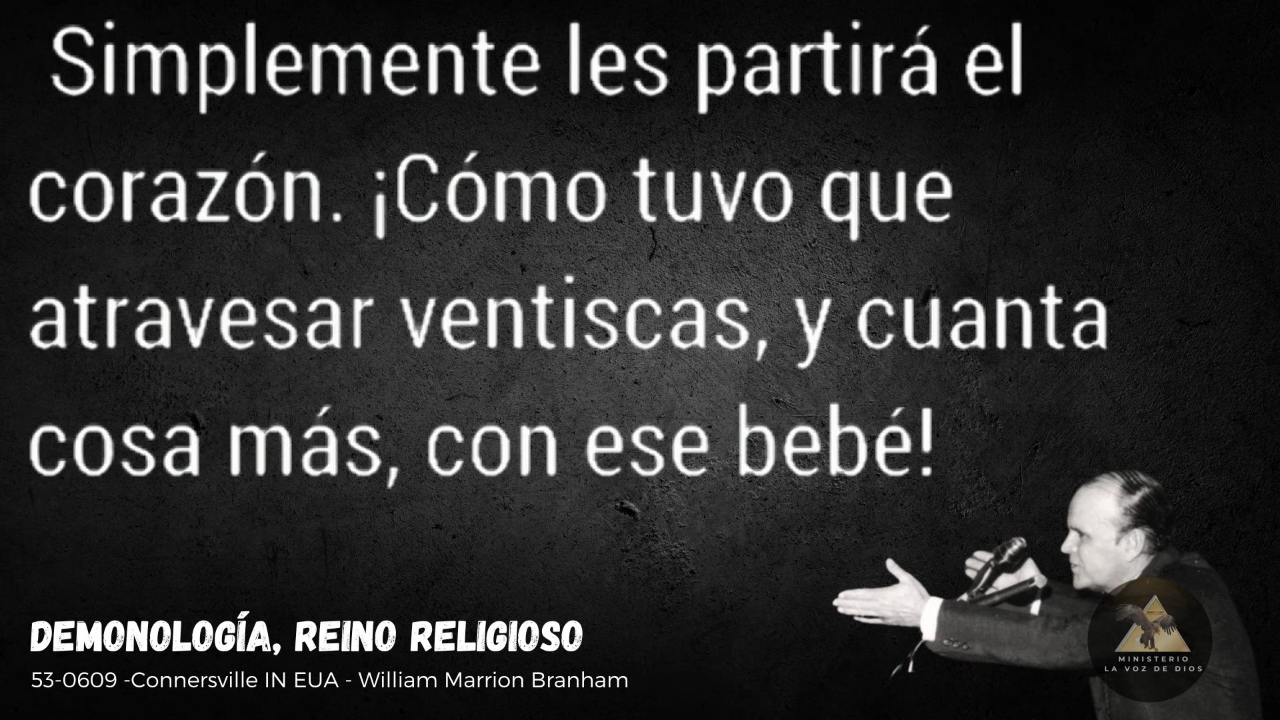 Simplemente les partirá el
corazón. ¡Cómo tuvo que
atravesar ventiscas, y cuanta
cosa más, con ese bebé!
DEMONOLOGÍA, REINO RELIGIOSO
53-0609 -Connersville IN EUA - William Marrion Branham
MINISTERIO
LA VOZ DE DIOS